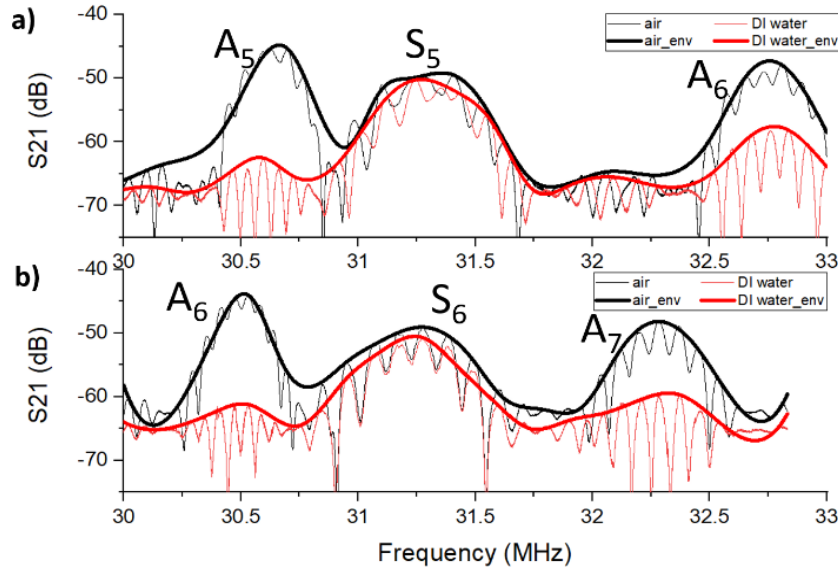 a)
-40
-50
-60
-70
S21 (dB)
A5
S5
A6
air
DI water
air_env
DI water_env
30
30.5
31
31.5
32
32.5
33
b)
-40
-50
-60
-70
S21 (dB)
A6
S6
A7
air
DI water
air_env
DI water_env
30
30.5
31
31.5
32
32.5
33
Frequency (MHz)